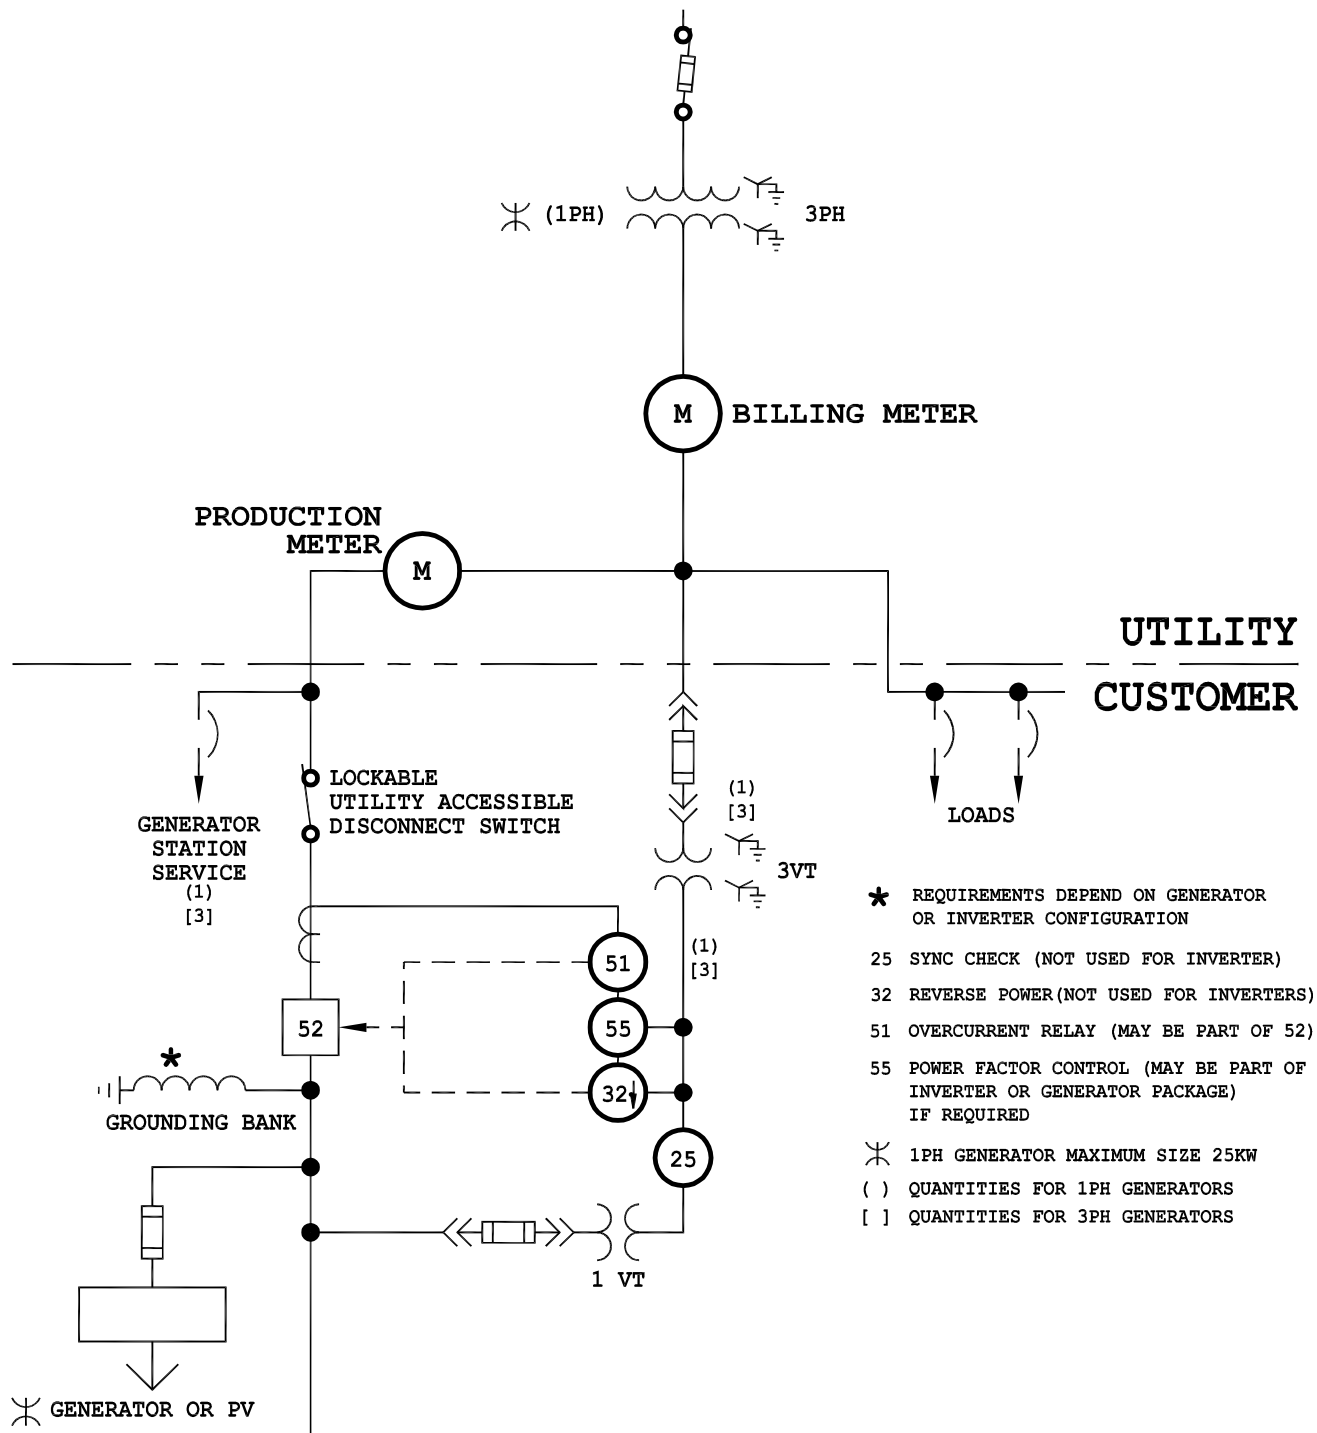 (1PH)
3PH
M
BILLING METER
PRODUCTION
METER
M
UTILITY
CUSTOMER
LOCKABLE
UTILITY ACCESSIBLE
DISCONNECT SWITCH
(1)
[3]
LOADS
GENERATOR
STATION
SERVICE
(1)
[3]
3VT
(1)
[3]
51
52
55
32
25
*
GROUNDING BANK
1 VT
GENERATOR OR PV
* REQUIREMENTS DEPEND ON GENERATOR
OR INVERTER CONFIGURATION
25 SYNC CHECK (NOT USED FOR INVERTER)
32 REVERSE POWER(NOT USED FOR INVERTERS)
51 OVERCURRENT RELAY (MAY BE PART OF 52)
55 POWER FACTOR CONTROL (MAY BE PART OF
INVERTER OR GENERATOR PACKAGE)
IF REQUIRED
1PH GENERATOR MAXIMUM SIZE 25KW
( ) QUANTITIES FOR 1PH GENERATORS
[ ] QUANTITIES FOR 3PH GENERATORS